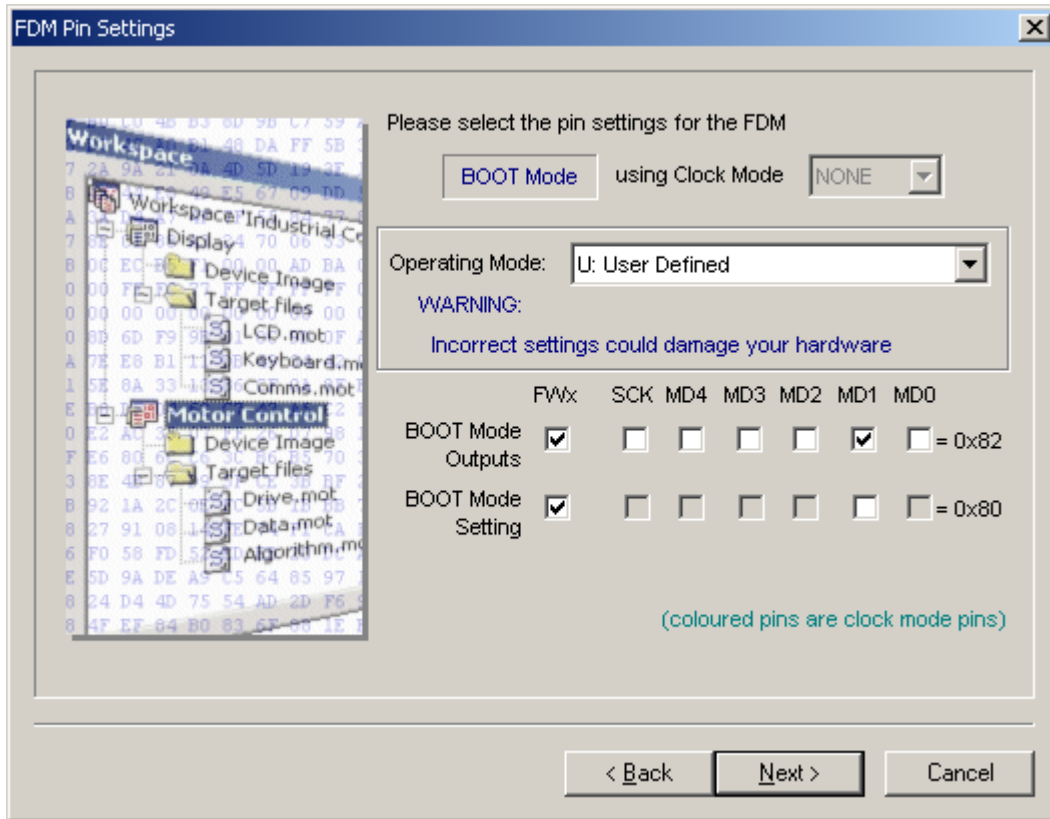 FDM Pin Settings
Please select the pin settings for the FDM
BOOT Mode using Clock Mode NONE
Operating Mode: U: User Defined
WARNING:
Incorrect settings could damage your hardware
FWx SCK MD4 MD3 MD2 MD1 MD0
BOOT Mode Outputs = 0x82
BOOT Mode Setting = 0x80
(coloured pins are clock mode pins)
Workspace
Workspace 'Industrial Ce
Display
Device Image
Target files
LCD.mot
Keyboard.m
Comms.mot
Motor Control
Device Image
Target files
Drive.mot
Data.mot
Algorithm.mo
< Back Next > Cancel